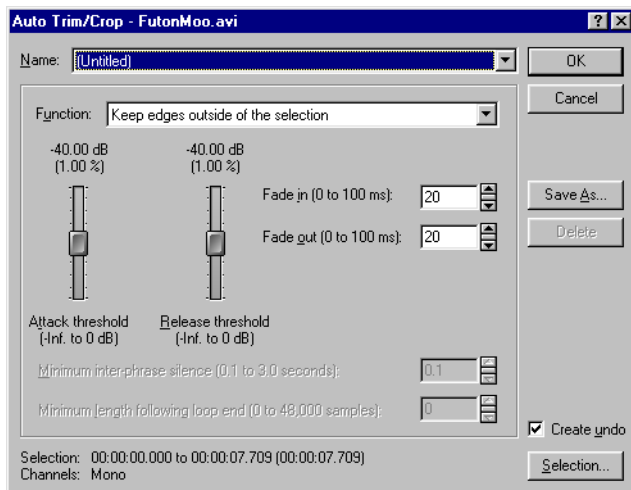 Auto Trim/Crop - FutonMoo.avi
Name: (Untitled)
OK
Cancel
Function: Keep edges outside of the selection
-40.00 dB
(1.00 %)
-40.00 dB
(1.00 %)
Fade in (0 to 100 ms): 20
Fade out (0 to 100 ms): 20
Save As...
Delete
Attack threshold
(-Inf. to 0 dB)
Release threshold
(-Inf. to 0 dB)
Minimum inter-phrase silence (0.1 to 3.0 seconds): 0.1
Minimum length following loop end (0 to 48,000 samples): 0
Create undo
Selection: 00:00:00.000 to 00:00:07.709 (00:00:07.709)
Channels: Mono
Selection...